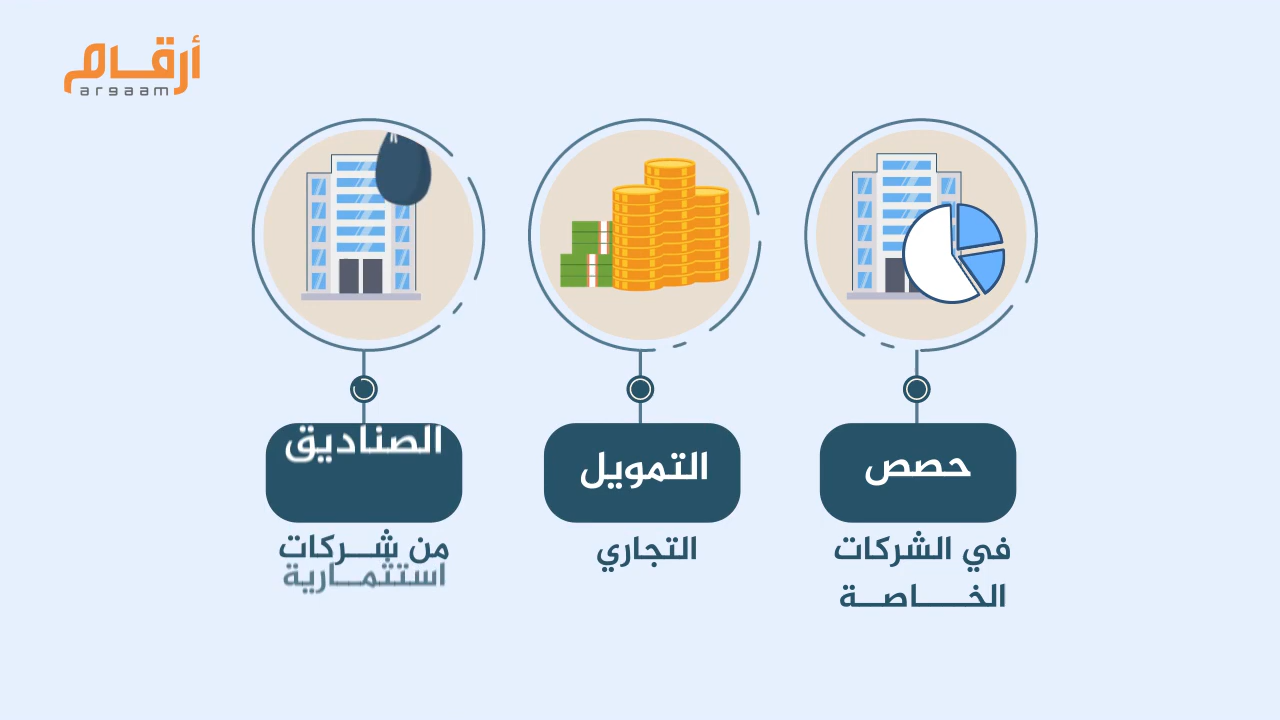 أرقام
argaam
حصص
في الشركات
الخاصة
التمويل
التجاري
الصناديق
من شركات
استثمارية